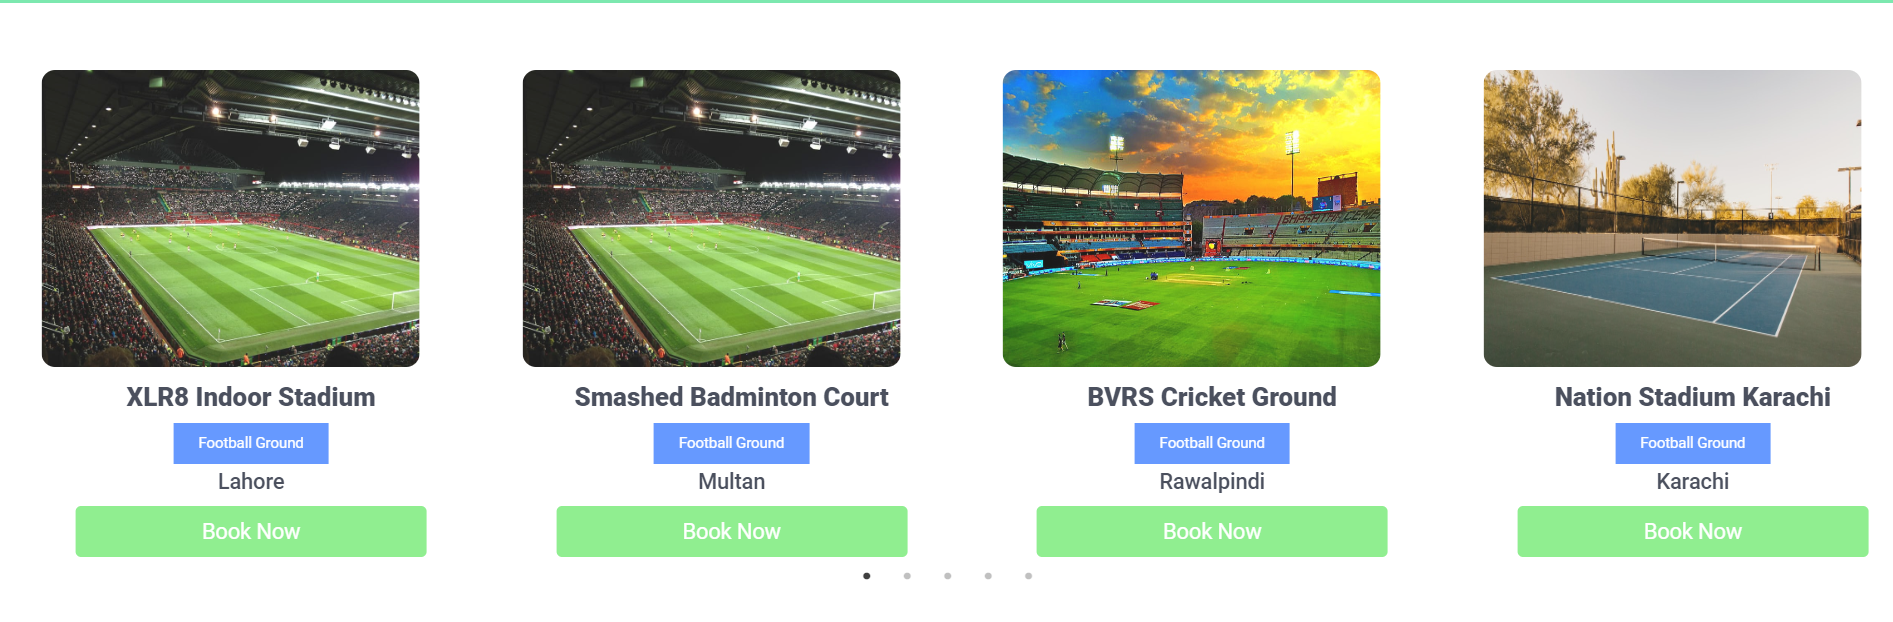 XLR8 Indoor Stadium
Football Ground
Lahore
Book Now
Smashed Badminton Court
Football Ground
Multan
Book Now
BVRS Cricket Ground
Football Ground
Rawalpindi
Book Now
Nation Stadium Karachi
Football Ground
Karachi
Book Now